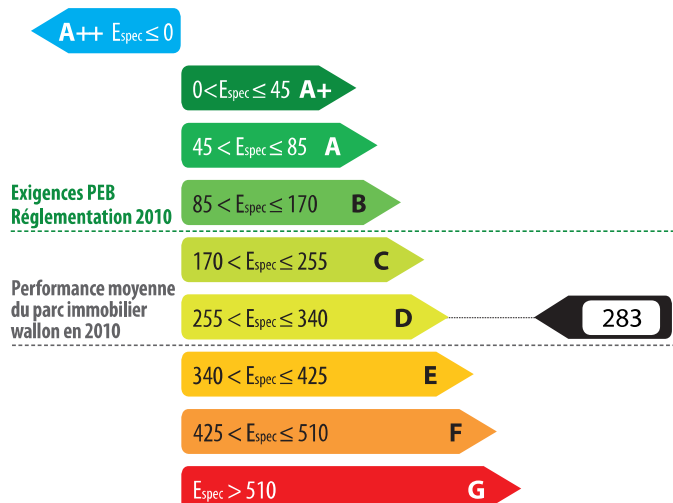 A++ Espec ≤ 0
0 < Espec ≤ 45 A+
45 < Espec ≤ 85 A
Exigences PEB
Réglementation 2010
85 < Espec ≤ 170 B
170 < Espec ≤ 255 C
Performance moyenne
du parc immobilier
wallon en 2010
255 < Espec ≤ 340 D
283
340 < Espec ≤ 425 E
425 < Espec ≤ 510 F
Espec > 510 G